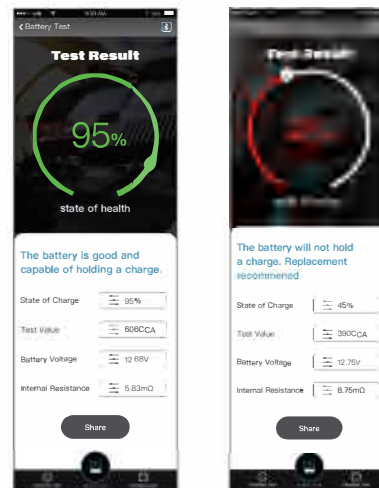 Battery Test
Test Result
95%
state of health
The battery is good and
capable of holding a charge.
State of Charge 95%
Test Value 606CCA
Battery Voltage 12 68V
Internal Resistance 5.83mΩ
Share
Test Result
The battery will not hold
a charge. Replacement
recommened
State of Charge 45%
Test Value 390CCA
Battery Voltage 12.75V
Internal Resistance 8.75mΩ
Share